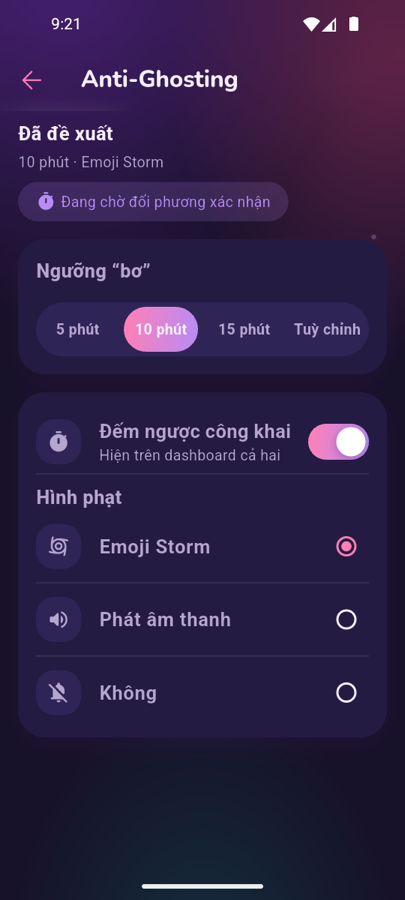 9:21
Anti-Ghosting
Đã đề xuất
10 phút · Emoji Storm
Đang chờ đối phương xác nhận
Ngưỡng “bơ”
5 phút
10 phút
15 phút
Tuỳ chỉnh
Đếm ngược công khai
Hiện trên dashboard cả hai
Hình phạt
Emoji Storm
Phát âm thanh
Không